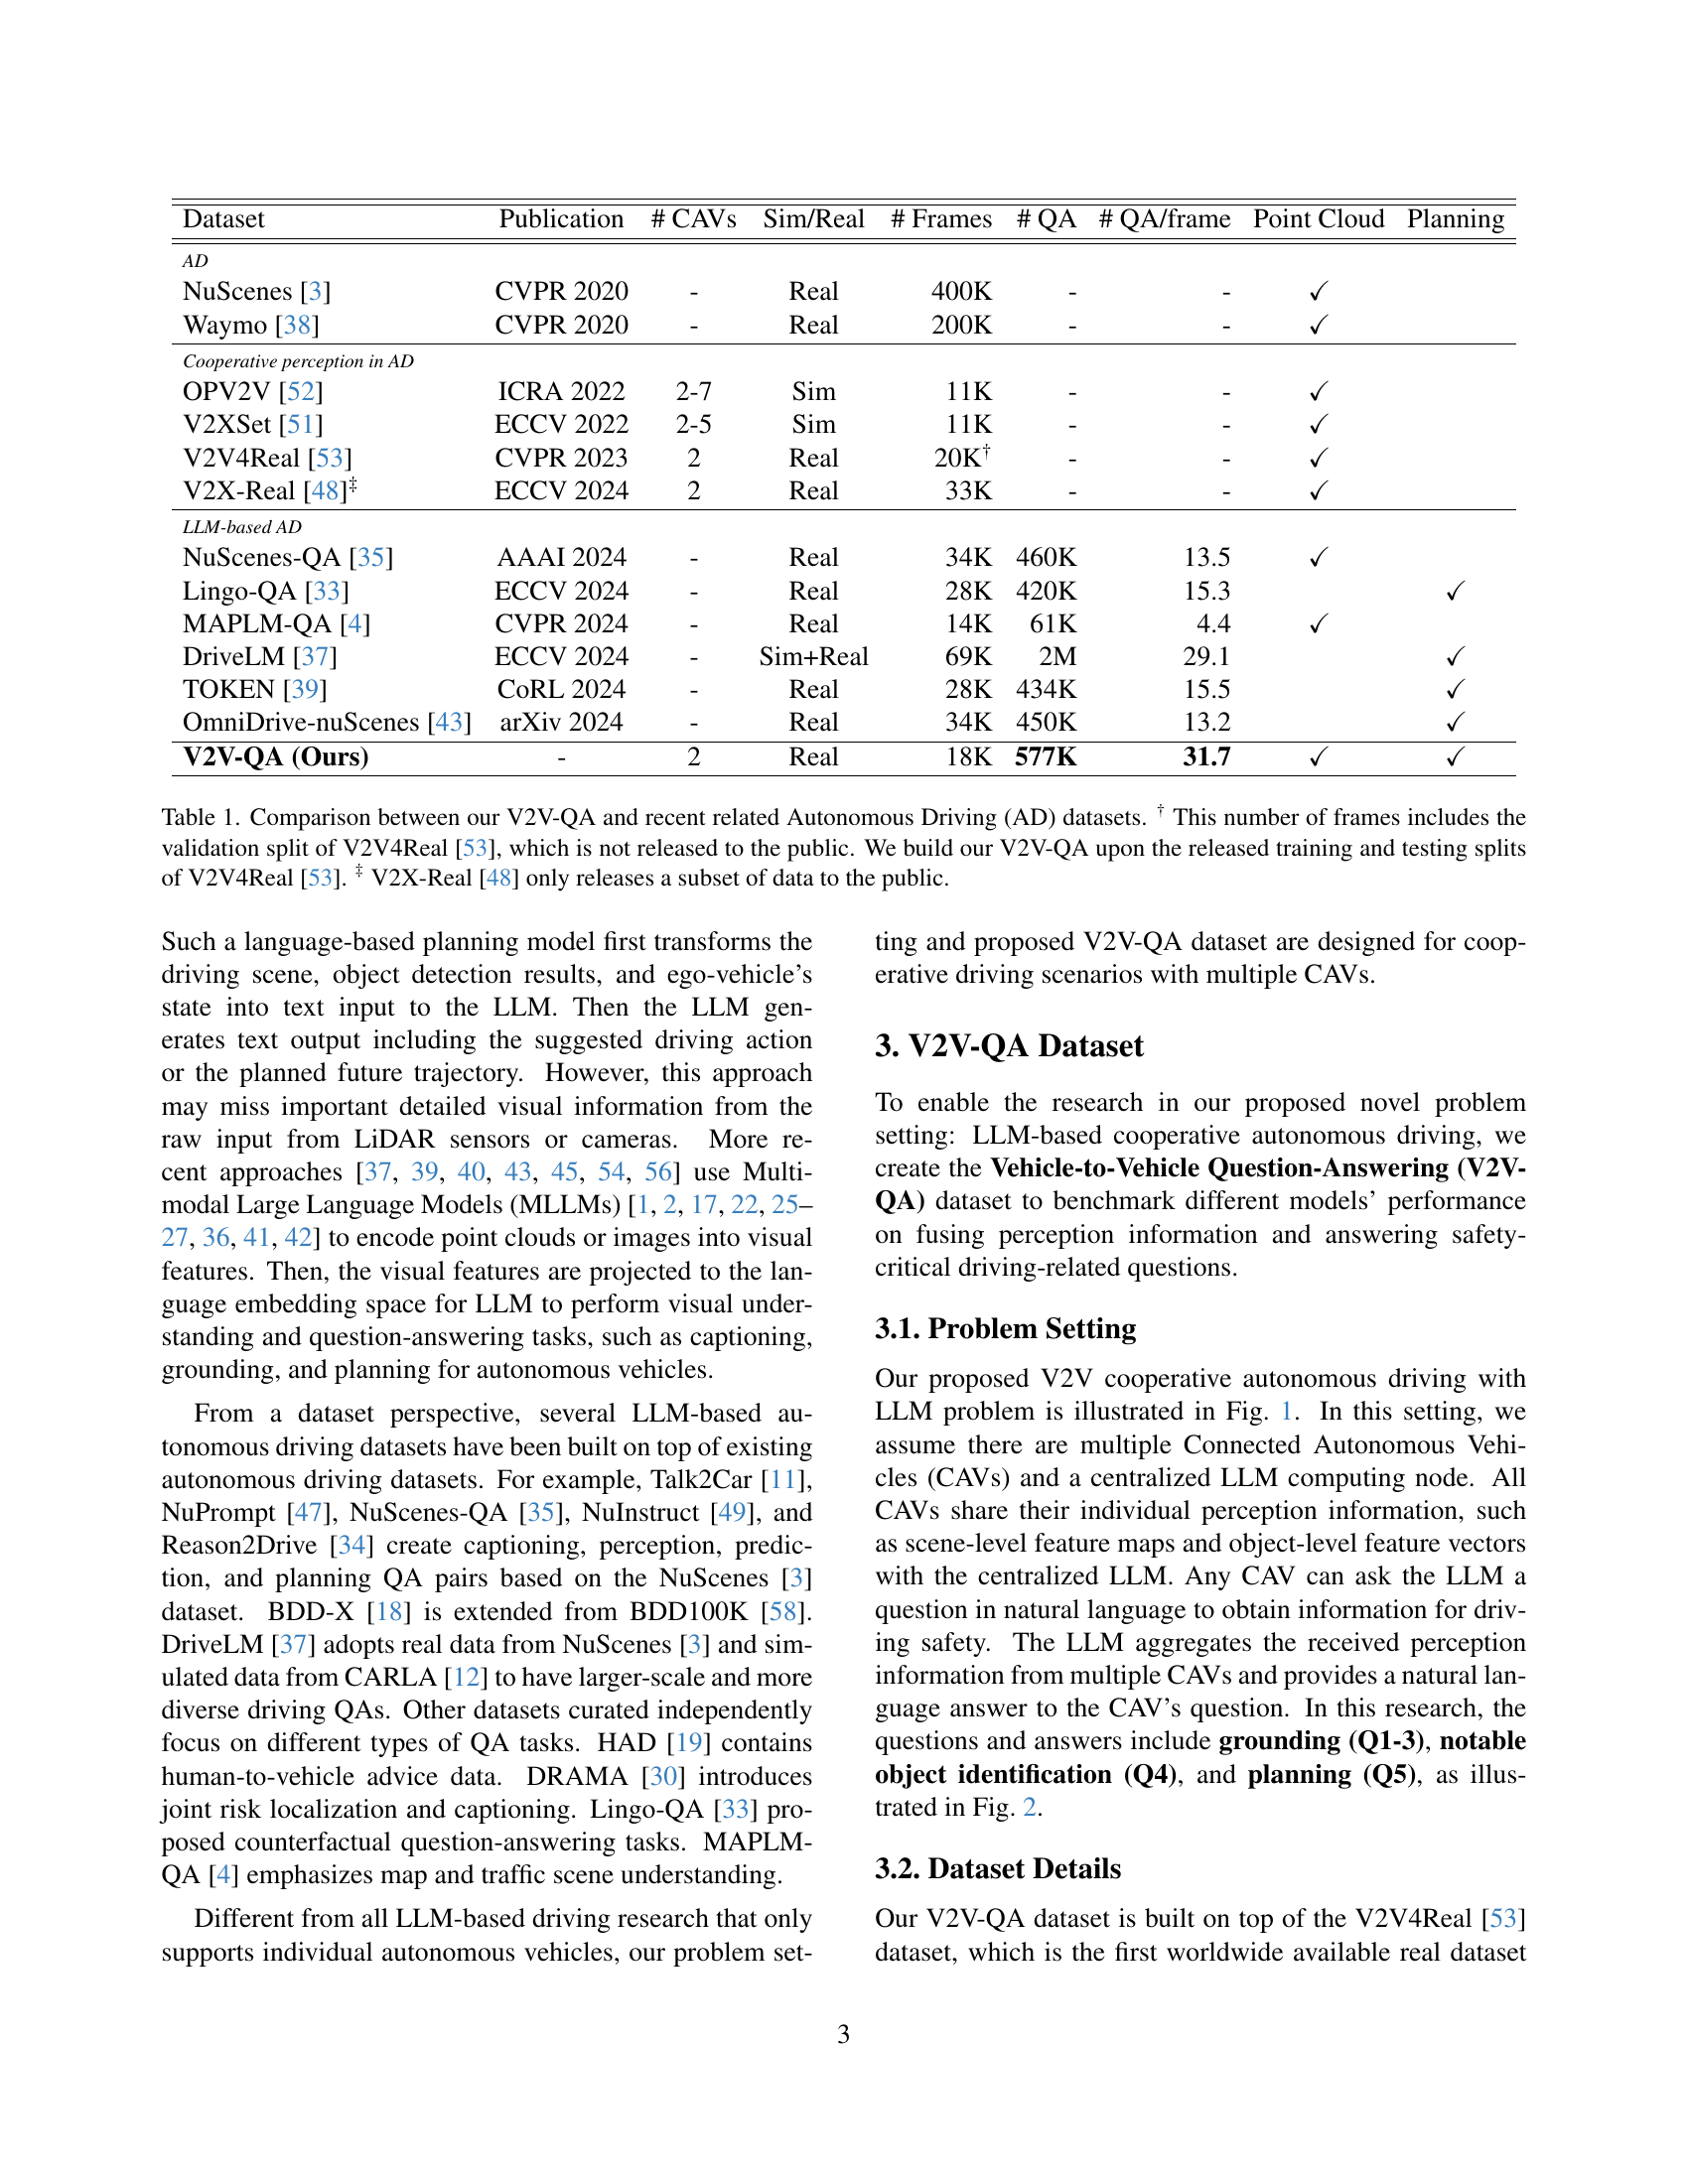 Dataset Publication # CAVs Sim/Real # Frames # QA # QA/frame Point Cloud Planning
AD
NuScenes [3] CVPR 2020 - Real 400K - - ✓
Waymo [38] CVPR 2020 - Real 200K - - ✓
Cooperative perception in AD
OPV2V [52] ICRA 2022 2-7 Sim 11K - - ✓
V2XSet [51] ECCV 2022 2-5 Sim 11K - - ✓
V2V4Real [53] CVPR 2023 2 Real 20K† - - ✓
V2X-Real [48]‡ ECCV 2024 2 Real 33K - - ✓
LLM-based AD
NuScenes-QA [35] AAAI 2024 - Real 34K 460K 13.5 ✓
Lingo-QA [33] ECCV 2024 - Real 28K 420K 15.3 ✓
MAPLM-QA [4] CVPR 2024 - Real 14K 61K 4.4 ✓
DriveLM [37] ECCV 2024 - Sim+Real 69K 2M 29.1 ✓
TOKEN [39] CoRL 2024 - Real 28K 434K 15.5 ✓
OmniDrive-nuScenes [43] arXiv 2024 - Real 34K 450K 13.2 ✓
V2V-QA (Ours) - 2 Real 18K 577K 31.7 ✓ ✓
Table 1. Comparison between our V2V-QA and recent related Autonomous Driving (AD) datasets. † This number of frames includes the
validation split of V2V4Real [53], which is not released to the public. We build our V2V-QA upon the released training and testing splits
of V2V4Real [53]. ‡ V2X-Real [48] only releases a subset of data to the public.
Such a language-based planning model first transforms the
driving scene, object detection results, and ego-vehicle's
state into text input to the LLM. Then the LLM gen-
erates text output including the suggested driving action
or the planned future trajectory. However, this approach
may miss important detailed visual information from the
raw input from LiDAR sensors or cameras. More re-
cent approaches [37, 39, 40, 43, 45, 54, 56] use Multi-
modal Large Language Models (MLLMs) [1, 2, 17, 22, 25–
27, 36, 41, 42] to encode point clouds or images into visual
features. Then, the visual features are projected to the lan-
guage embedding space for LLM to perform visual under-
standing and question-answering tasks, such as captioning,
grounding, and planning for autonomous vehicles.
From a dataset perspective, several LLM-based au-
tonomous driving datasets have been built on top of existing
autonomous driving datasets. For example, Talk2Car [11],
NuPrompt [47], NuScenes-QA [35], NuInstruct [49], and
Reason2Drive [34] create captioning, perception, predic-
tion, and planning QA pairs based on the NuScenes [3]
dataset. BDD-X [18] is extended from BDD100K [58].
DriveLM [37] adopts real data from NuScenes [3] and sim-
ulated data from CARLA [12] to have larger-scale and more
diverse driving QAs. Other datasets curated independently
focus on different types of QA tasks. HAD [19] contains
human-to-vehicle advice data. DRAMA [30] introduces
joint risk localization and captioning. Lingo-QA [33] pro-
posed counterfactual question-answering tasks. MAPLM-
QA [4] emphasizes map and traffic scene understanding.
Different from all LLM-based driving research that only
supports individual autonomous vehicles, our problem set-
ting and proposed V2V-QA dataset are designed for coop-
erative driving scenarios with multiple CAVs.
3. V2V-QA Dataset
To enable the research in our proposed novel problem
setting: LLM-based cooperative autonomous driving, we
create the Vehicle-to-Vehicle Question-Answering (V2V-
QA) dataset to benchmark different models' performance
on fusing perception information and answering safety-
critical driving-related questions.
3.1. Problem Setting
Our proposed V2V cooperative autonomous driving with
LLM problem is illustrated in Fig. 1. In this setting, we
assume there are multiple Connected Autonomous Vehi-
cles (CAVs) and a centralized LLM computing node. All
CAVs share their individual perception information, such
as scene-level feature maps and object-level feature vectors
with the centralized LLM. Any CAV can ask the LLM a
question in natural language to obtain information for driv-
ing safety. The LLM aggregates the received perception
information from multiple CAVs and provides a natural lan-
guage answer to the CAV's question. In this research, the
questions and answers include grounding (Q1-3), notable
object identification (Q4), and planning (Q5), as illus-
trated in Fig. 2.
3.2. Dataset Details
Our V2V-QA dataset is built on top of the V2V4Real [53]
dataset, which is the first worldwide available real dataset
3